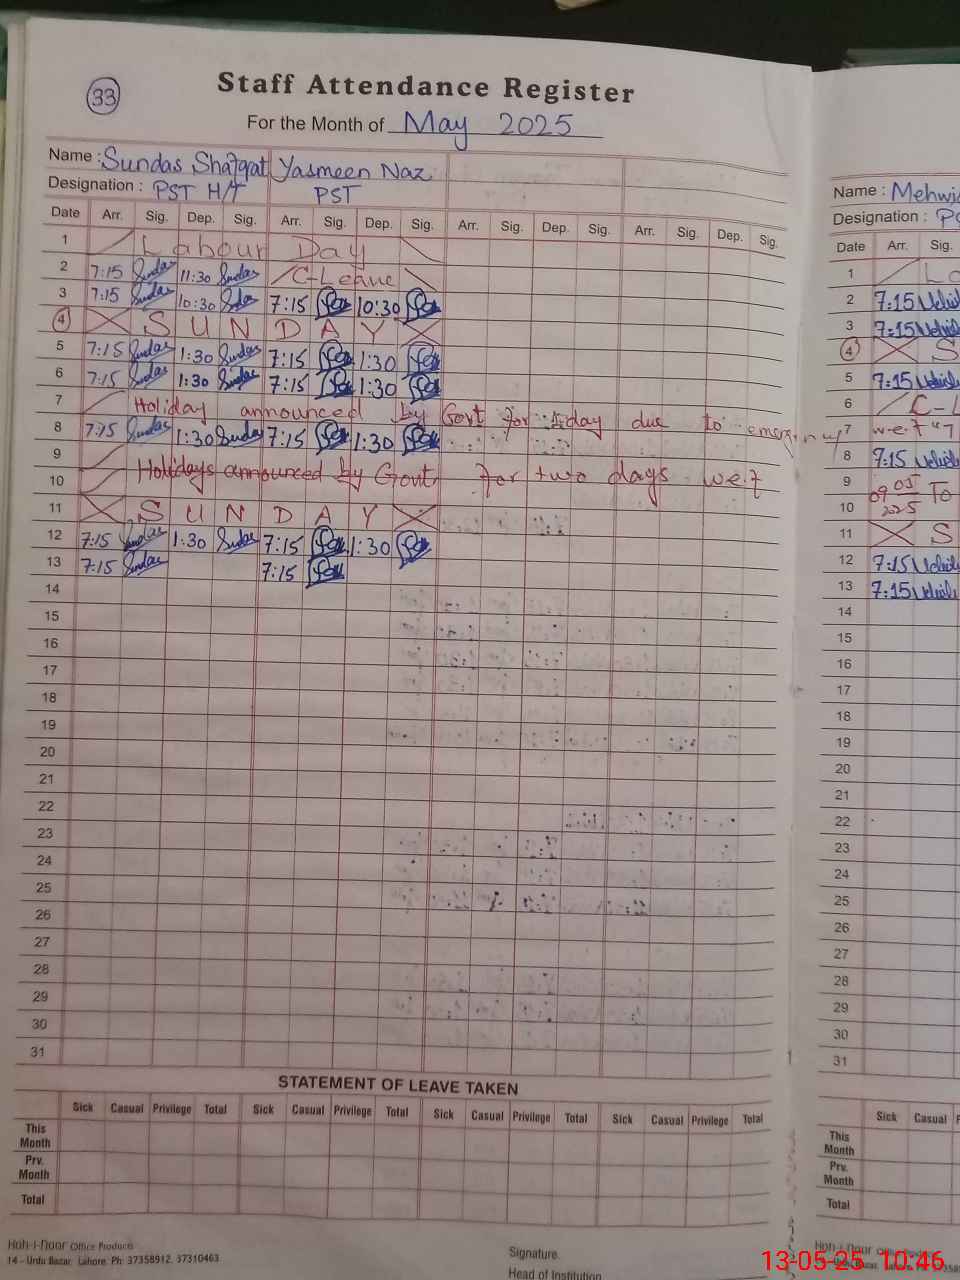 33
Staff Attendance Register
For the Month of May 2025
Name : Sundas Shafqat Yasmeen Naz
Designation : PST H/T PST
Date Arr. Sig. Dep. Sig. Arr. Sig. Dep. Sig. Arr. Sig. Dep. Sig. Arr. Sig. Dep. Sig.
1 Labour Day
2 7:15 Sundas 11:30 Sundas C-Leave
3 7:15 Sundas 10:30 Sundas 7:15 10:30
4 SUNDAY
5 7:15 Sundas 1:30 Sundas 7:15 1:30
6 7:15 Sundas 1:30 Sundas 7:15 1:30
7 Holiday announced by Govt for 1 day due to emergency
8 7:15 Sundas 1:30 Sundas 7:15 1:30
9
10 Holidays announced by Govt for two days w.e.f
11 SUNDAY
12 7:15 Sundas 1:30 Sundas 7:15 1:30
13 7:15 Sundas 7:15
14
15
16
17
18
19
20
21
22
23
24
25
26
27
28
29
30
31
STATEMENT OF LEAVE TAKEN
Sick Casual Privilege Total Sick Casual Privilege Total Sick Casual Privilege Total Sick Casual Privilege Total
This Month
Prv. Month
Total
Koh-i-Noor Office Products
14 - Urdu Bazar, Lahore. Ph: 37358912, 37310463
Signature.
Head of Institution
Name : Mehwi
Designation : P
Date Arr. Sig.
1 La
2 7:15
3 7:15
4 S
5 7:15
6 C-L
7 w.e.f "7
8 7:15
9 09 05 To
10 2025
11 S
12 7:15
13 7:15
14
15
16
17
18
19
20
21
22
23
24
25
26
27
28
29
30
31
Sick Casual P
This Month
Prv. Month
Total
Koh-i-Noor Office
13-05-25 10:46